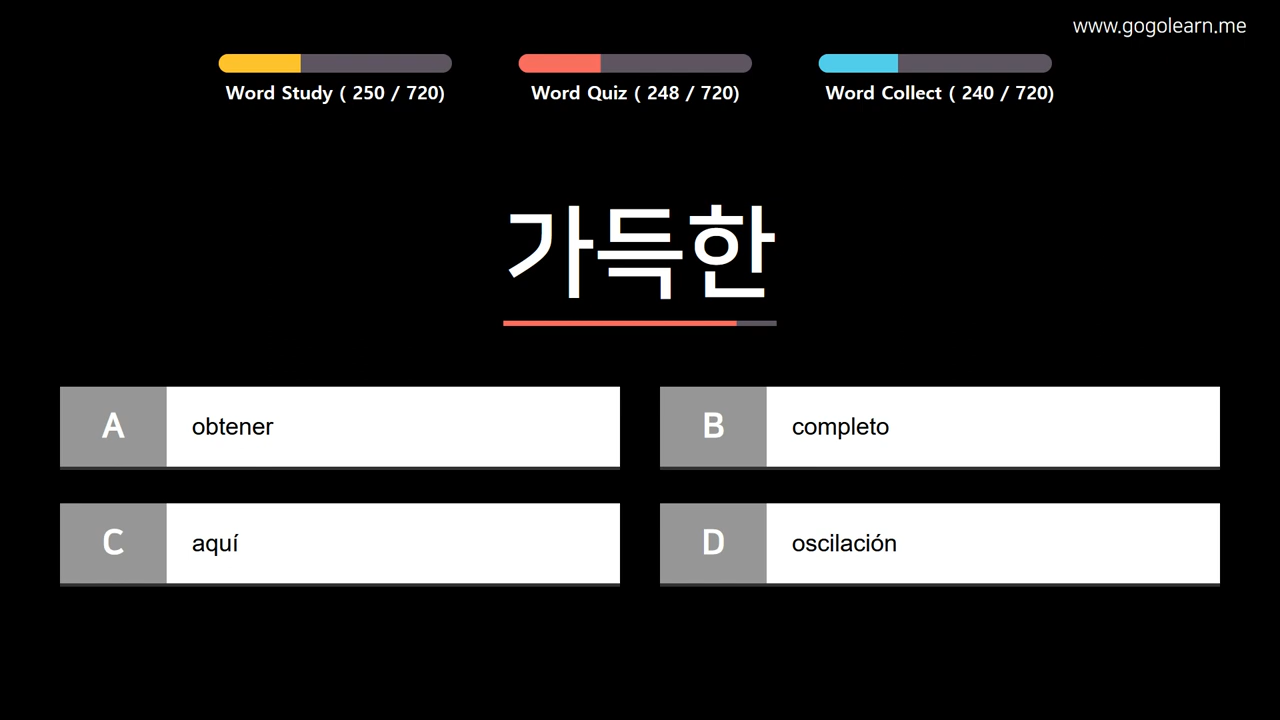 www.gogolearn.me
Word Study ( 250 / 720)
Word Quiz ( 248 / 720)
Word Collect ( 240 / 720)
가득한
A obtener
B completo
C aquí
D oscilación